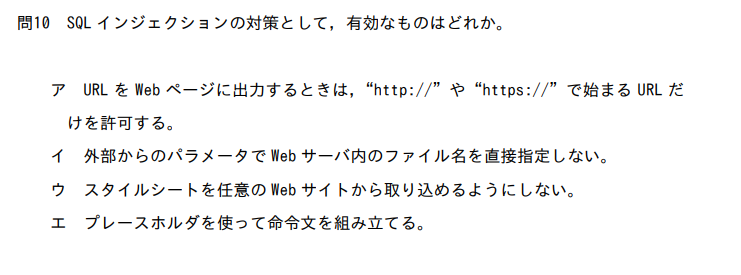 問10 SQL インジェクションの対策として，有効なものはどれか。
ア URL を Web ページに出力するときは，“http://”や“https://”で始まる URL だ
けを許可する。
イ 外部からのパラメータで Web サーバ内のファイル名を直接指定しない。
ウ スタイルシートを任意の Web サイトから取り込めるようにしない。
エ プレースホルダを使って命令文を組み立てる。